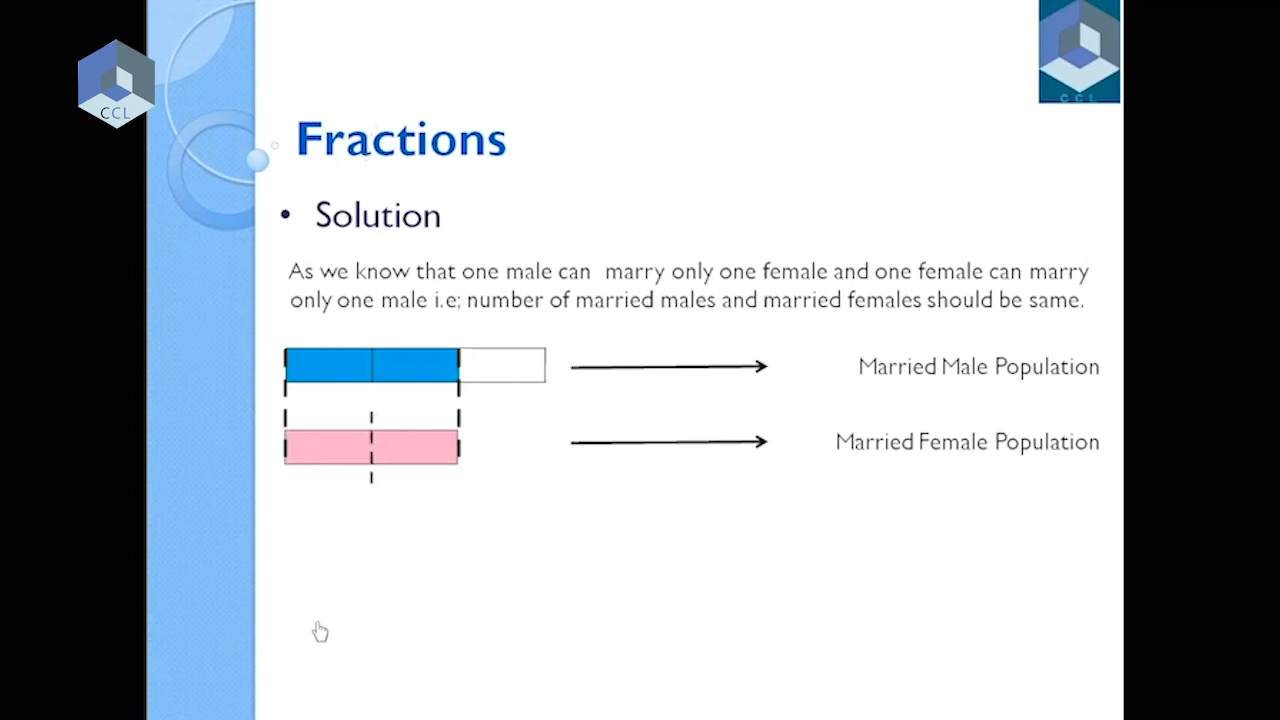 CCL
CCL
Fractions
• Solution
As we know that one male can marry only one female and one female can marry
only one male i.e; number of married males and married females should be same.
Married Male Population
Married Female Population